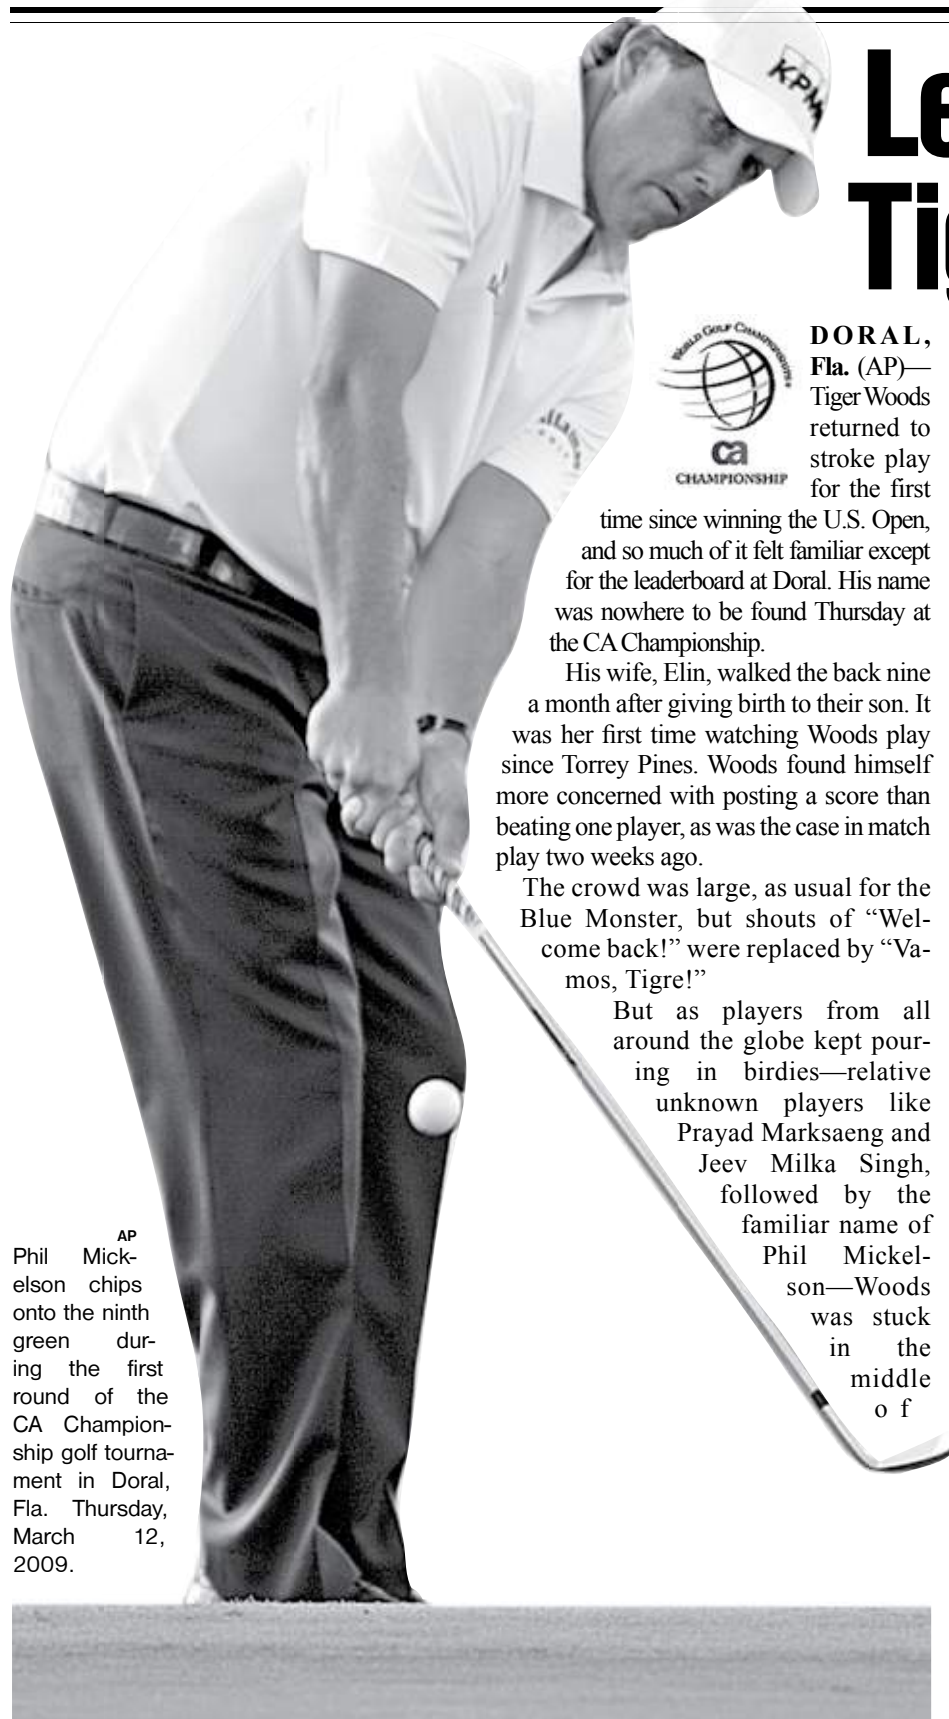 KPM
Le
Tig
WORLD GOLF CHAMPIONSHIPS
ca
CHAMPIONSHIP
DORAL,
Fla. (AP)—
Tiger Woods
returned to
stroke play
for the first
time since winning the U.S. Open,
and so much of it felt familiar except
for the leaderboard at Doral. His name
was nowhere to be found Thursday at
the CA Championship.
His wife, Elin, walked the back nine
a month after giving birth to their son. It
was her first time watching Woods play
since Torrey Pines. Woods found himself
more concerned with posting a score than
beating one player, as was the case in match
play two weeks ago.
The crowd was large, as usual for the
Blue Monster, but shouts of “Wel-
come back!” were replaced by “Va-
mos, Tigre!”
But as players from all
around the globe kept pour-
ing in birdies—relative
unknown players like
Prayad Marksaeng and
Jeev Milka Singh,
followed by the
familiar name of
Phil Mickel-
son—Woods
was stuck
in the
middle
of
AP
Phil Mick-
elson chips
onto the ninth
green dur-
ing the first
round of the
CA Champion-
ship golf tourna-
ment in Doral,
Fla. Thursday,
March 12,
2009.